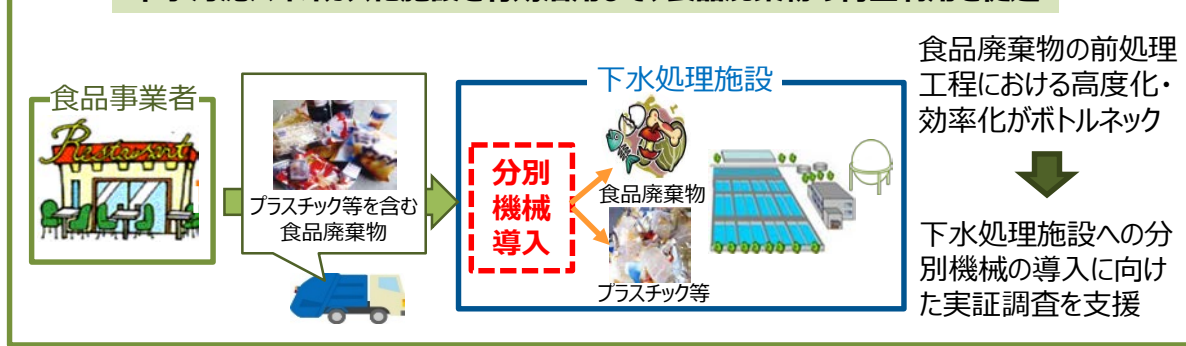 食品事業者
Restaurant
プラスチック等を含む
食品廃棄物
下水処理施設
分別
機械
導入
食品廃棄物
プラスチック等
食品廃棄物の前処理
工程における高度化・
効率化がボトルネック
下水処理施設への分
別機械の導入に向け
た実証調査を支援